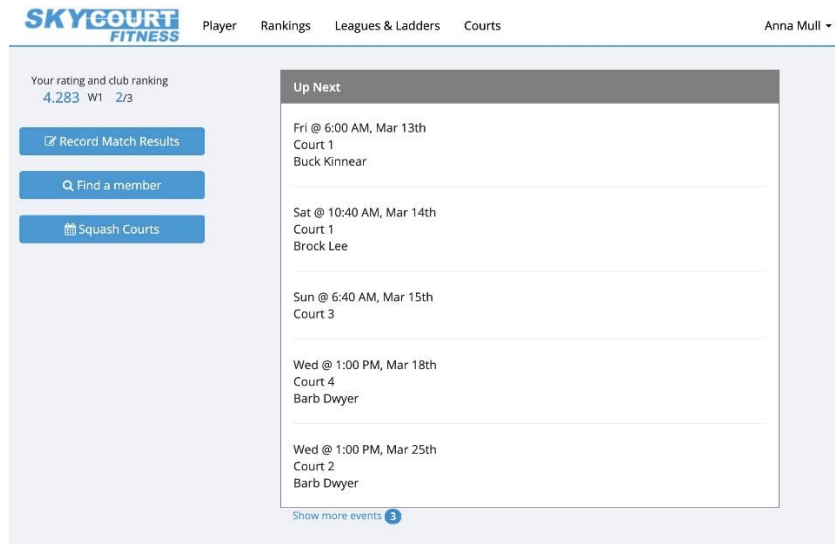 SKYCOURT
FITNESS
Player Rankings Leagues & Ladders Courts Anna Mull
Your rating and club ranking
4.283 W1 2/3
Record Match Results
Find a member
Squash Courts
Up Next
Fri @ 6:00 AM, Mar 13th
Court 1
Buck Kinnear
Sat @ 10:40 AM, Mar 14th
Court 1
Brock Lee
Sun @ 6:40 AM, Mar 15th
Court 3
Wed @ 1:00 PM, Mar 18th
Court 4
Barb Dwyer
Wed @ 1:00 PM, Mar 25th
Court 2
Barb Dwyer
Show more events 3